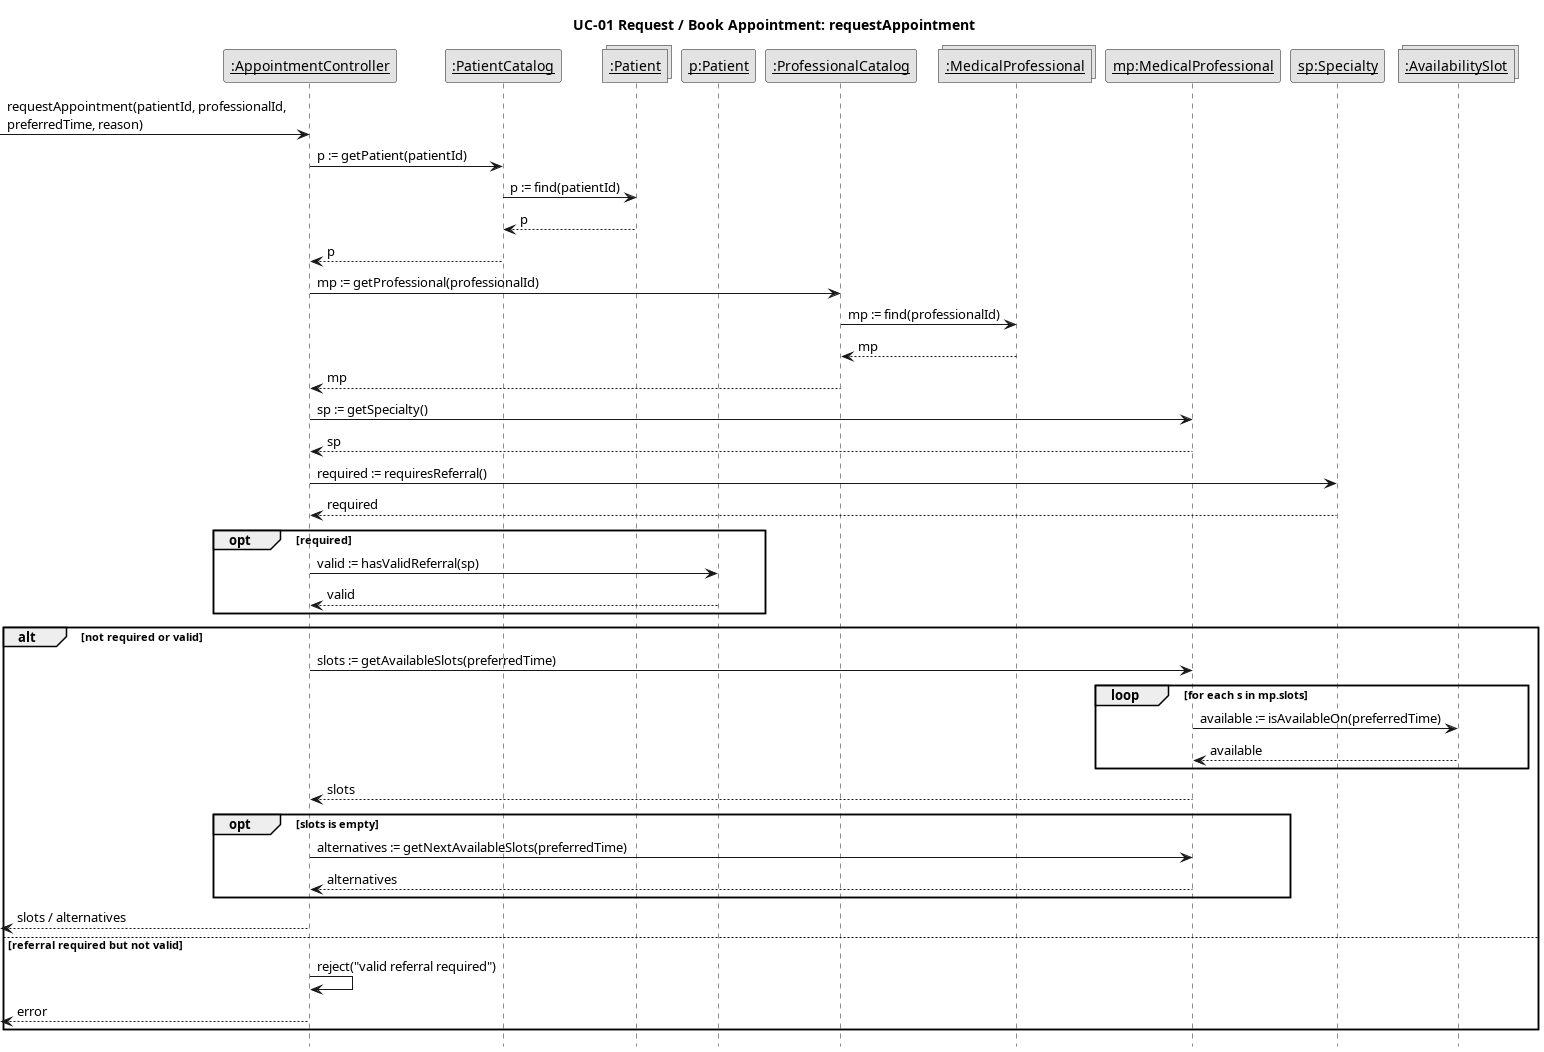 UC-01 Request / Book Appointment: requestAppointment
:AppointmentController
:PatientCatalog
:Patient
p:Patient
:ProfessionalCatalog
:MedicalProfessional
mp:MedicalProfessional
sp:Specialty
:AvailabilitySlot
requestAppointment(patientId, professionalId,
preferredTime, reason)
p := getPatient(patientId)
p := find(patientId)
p
p
mp := getProfessional(professionalId)
mp := find(professionalId)
mp
mp
sp := getSpecialty()
sp
required := requiresReferral()
required
opt [required]
valid := hasValidReferral(sp)
valid
alt [not required or valid]
slots := getAvailableSlots(preferredTime)
loop [for each s in mp.slots]
available := isAvailableOn(preferredTime)
available
slots
opt [slots is empty]
alternatives := getNextAvailableSlots(preferredTime)
alternatives
slots / alternatives
[referral required but not valid]
reject("valid referral required")
error